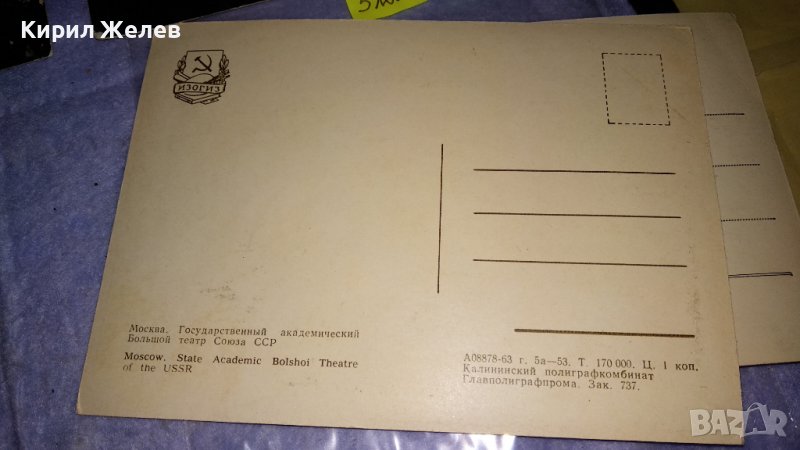 Кирил Желев
ИЗОГИЗ
Москва. Государственный академический
Большой театр Союза ССР
Moscow. State Academic Bolshoi Theatre
of the USSR
А08878-63 г. 5а—53. Т. 170 000. Ц. 1 коп.
Калининский полиграфкомбинат
Главполиграфпрома. Зак. 737.
BAZAR